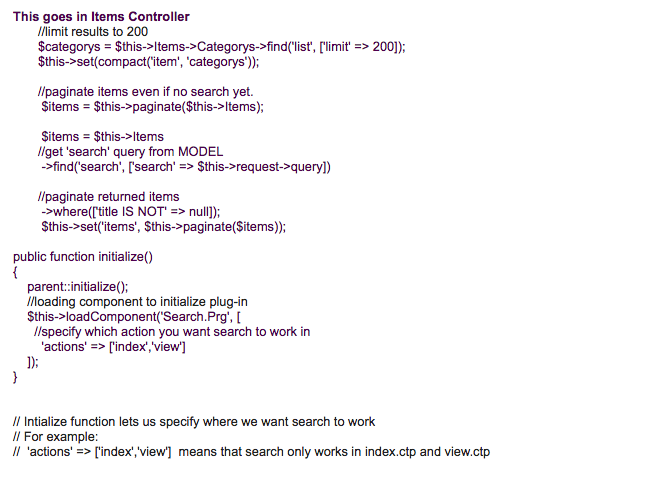 This goes in Items Controller
//limit results to 200
$categorys = $this->Items->Categorys->find('list', ['limit' => 200]);
$this->set(compact('item', 'categorys'));
//paginate items even if no search yet.
$items = $this->paginate($this->Items);
$items = $this->Items
//get 'search' query from MODEL
->find('search', ['search' => $this->request->query])
//paginate returned items
->where(['title IS NOT' => null]);
$this->set('items', $this->paginate($items));
public function initialize()
{
parent::initialize();
//loading component to initialize plug-in
$this->loadComponent('Search.Prg', [
//specify which action you want search to work in
'actions' => ['index','view']
]);
}
// Intialize function lets us specify where we want search to work
// For example:
// 'actions' => ['index','view'] means that search only works in index.ctp and view.ctp